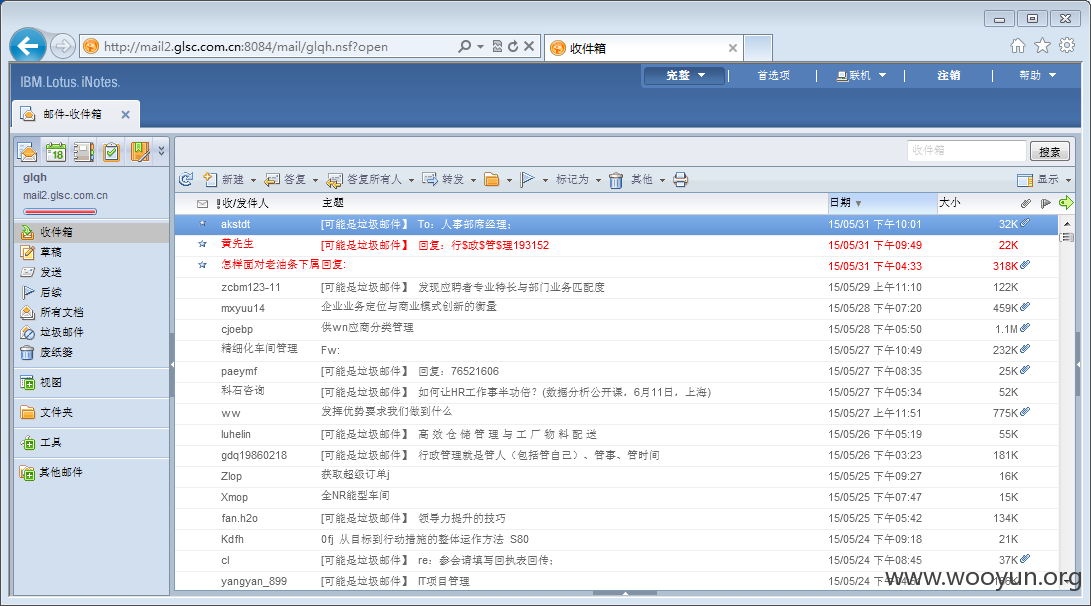 http://mail2.glsc.com.cn:8084/mail/glqh.nsf?open
收件箱
IBM.Lotus.iNotes.
完整 首选项 联机 注销 帮助
邮件-收件箱
18
glqh
mail2.glsc.com.cn
收件箱
草稿
发送
后续
所有文档
垃圾邮件
废纸篓
视图
文件夹
工具
其他邮件
收件箱 搜索
新建 答复 答复所有人 转发 标记为 其他 显示
!收/发件人 主题 日期 大小
akstdt [可能是垃圾邮件] To: 人事部席经理; 15/05/31 下午10:01 32K
黄先生 [可能是垃圾邮件] 回复: 行$政$管$理193152 15/05/31 下午09:49 22K
怎样面对老油条下属 回复: 15/05/31 下午04:33 318K
zcbm123-11 [可能是垃圾邮件] 发现应聘者专业特长与部门业务匹配度 15/05/29 上午11:10 122K
mxyuu14 企业业务定位与商业模式创新的衡量 15/05/28 下午07:20 459K
cjoebp 供wn应商分类管理 15/05/28 下午05:50 1.1M
精细化车间管理 Fw: 15/05/27 下午10:49 232K
paeymf [可能是垃圾邮件] 回复: 76521606 15/05/27 下午08:35 25K
科石咨询 [可能是垃圾邮件] 如何让HR工作事半功倍? (数据分析公开课, 6月11日, 上海) 15/05/27 下午05:34 52K
ww 发挥优势要求我们做到什么 15/05/27 上午11:51 775K
luhelin [可能是垃圾邮件] 高 效 仓 储 管 理 与 工 厂 物 料 配 送 15/05/26 下午05:19 55K
gdq19860218 [可能是垃圾邮件] 行政管理就是管人（包括管自己）、管事、管时间 15/05/26 下午03:23 181K
Zlop 获取超级订单j 15/05/25 下午09:27 16K
Xmop 全NR能型车间 15/05/25 下午07:47 15K
fan.h2o [可能是垃圾邮件] 领导力提升的技巧 15/05/25 下午05:42 134K
Kdfh 0fj 从目标到行动措施的整体运作方法 S80 15/05/24 下午09:18 21K
cl [可能是垃圾邮件] re: 参会请填写回执表回传; 15/05/24 下午08:45 37K
yangyan_899 [可能是垃圾邮件] IT项目管理 15/05/24
www.wooyun.org